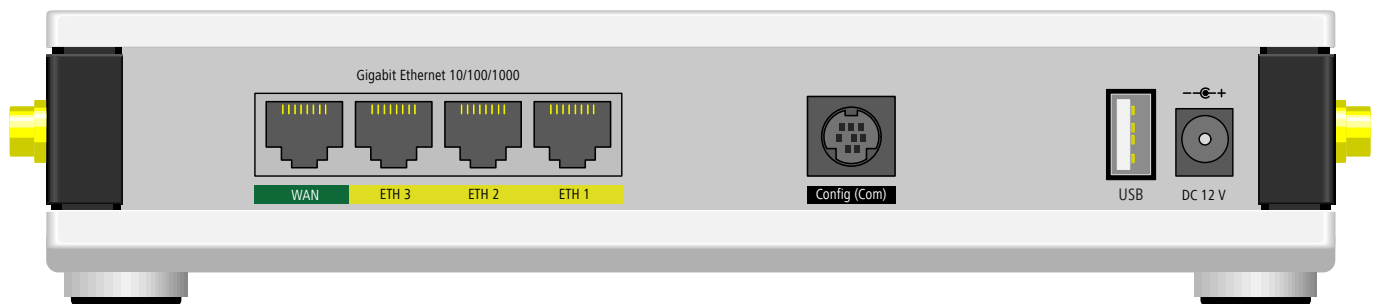 Gigabit Ethernet 10/100/1000
WAN ETH 3 ETH 2 ETH 1
Config (Com)
USB
DC 12 V